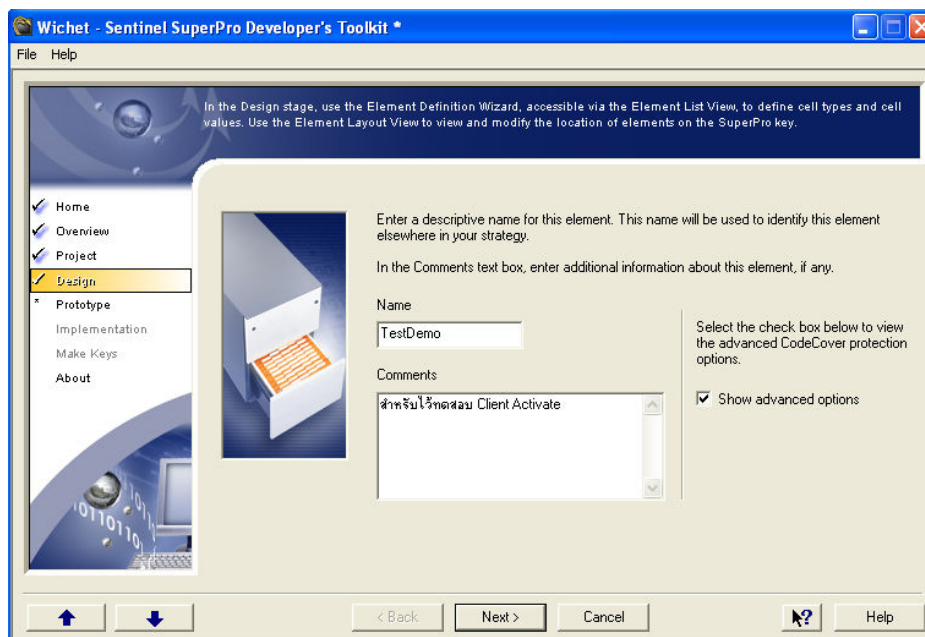 Wichet - Sentinel SuperPro Developer's Toolkit *
File Help
In the Design stage, use the Element Definition Wizard, accessible via the Element List View, to define cell types and cell
values. Use the Element Layout View to view and modify the location of elements on the SuperPro key.
Home
Overview
Project
Design
* Prototype
Implementation
Make Keys
About
Enter a descriptive name for this element. This name will be used to identify this element
elsewhere in your strategy.
In the Comments text box, enter additional information about this element, if any.
Name
TestDemo
Comments
สำหรับไว้ทดสอบ Client Activate
Select the check box below to view
the advanced CodeCover protection
options.
Show advanced options
< Back
Next >
Cancel
?
Help